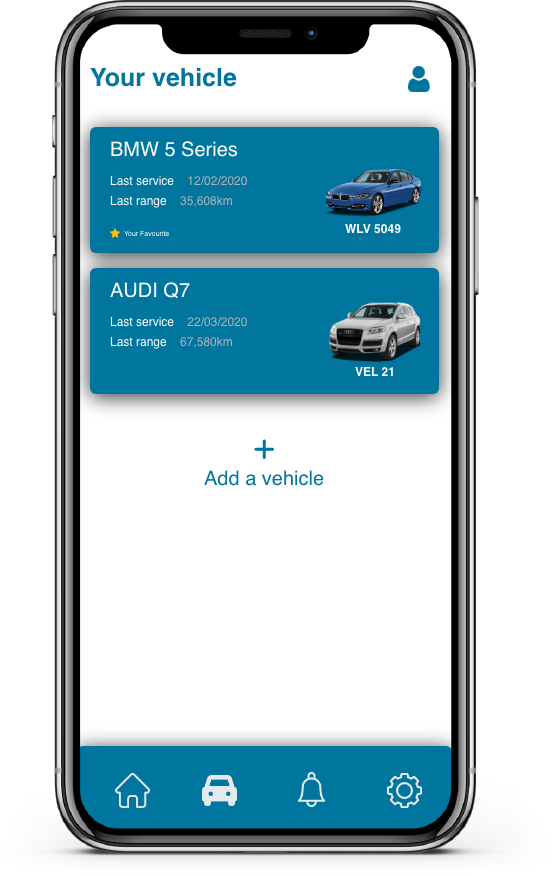 Your vehicle
BMW 5 Series
Last service 12/02/2020
Last range 35,608km
WLV 5049
Your Favourite
AUDI Q7
Last service 22/03/2020
Last range 67,580km
VEL 21
+
Add a vehicle